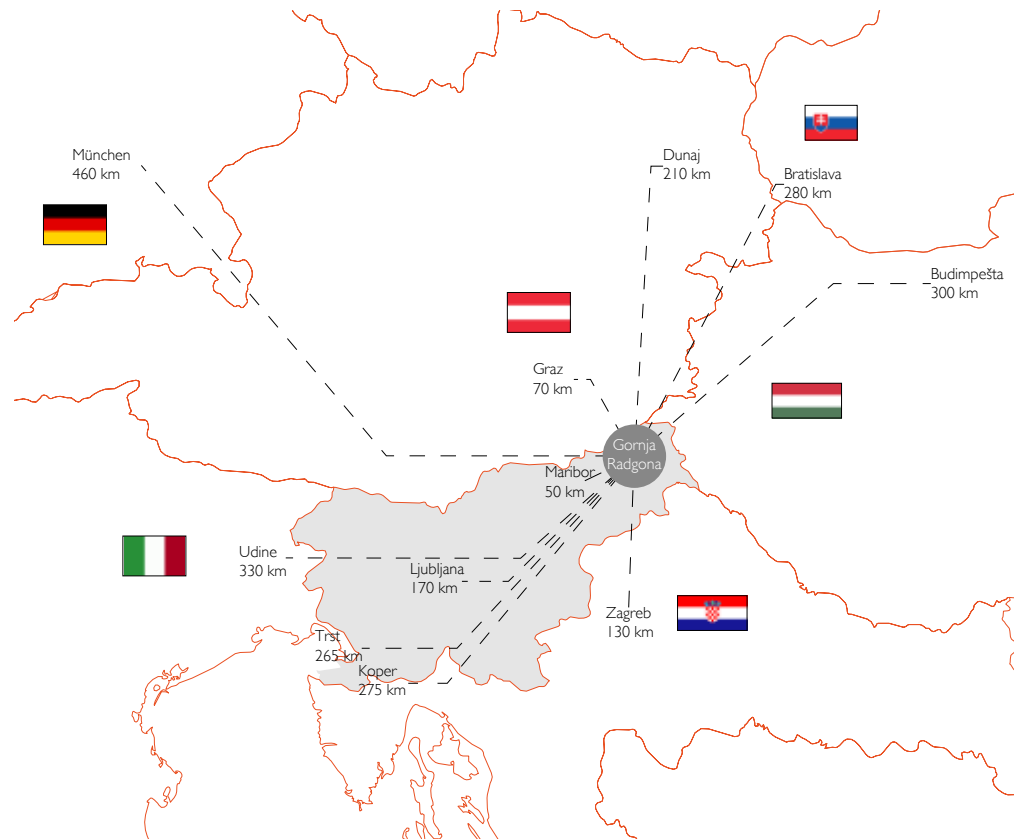 München
460 km
Dunaj
210 km
Bratislava
280 km
Budimpešta
300 km
Graz
70 km
Gornja
Radgona
Maribor
50 km
Udine
330 km
Ljubljana
170 km
Zagreb
130 km
Trst
265 km
Koper
275 km